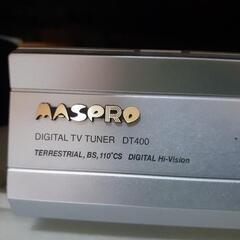 MASPRO
DIGITAL TV TUNER DT400
TERRESTRIAL, BS, 110°CS DIGITAL Hi-Vision